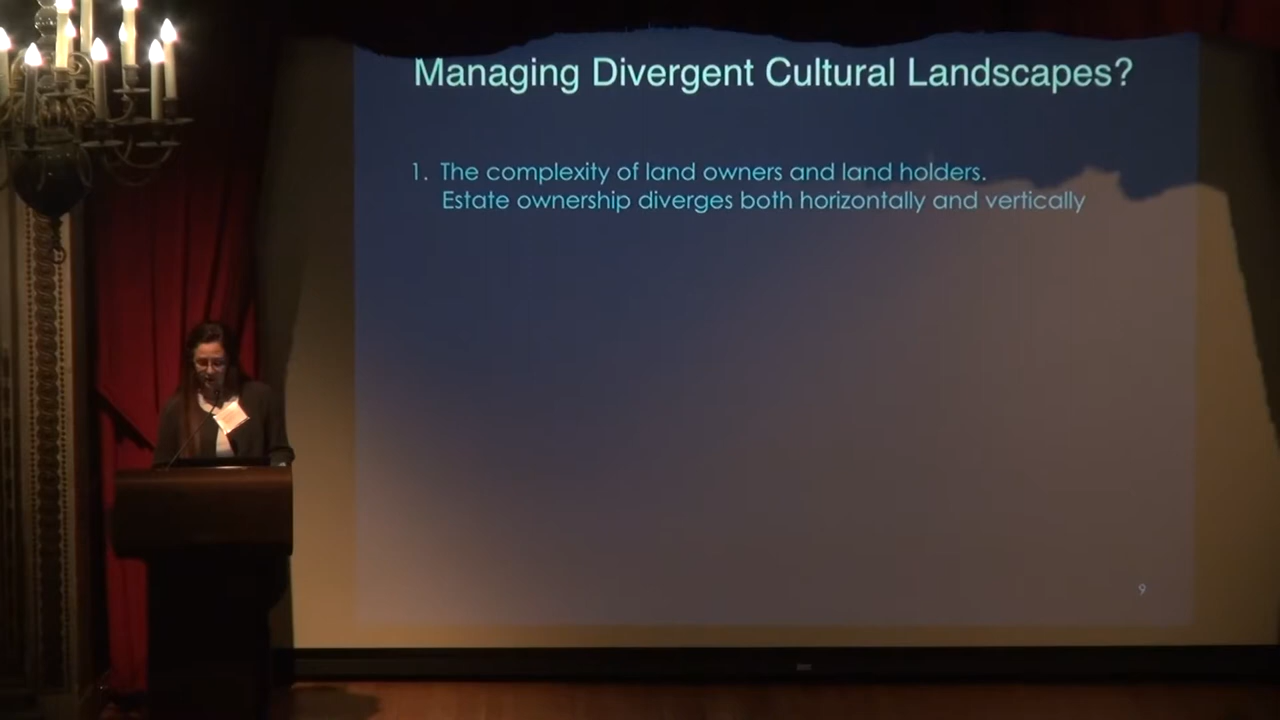 Managing Divergent Cultural Landscapes?
1. The complexity of land owners and land holders.
Estate ownership diverges both horizontally and vertically
9